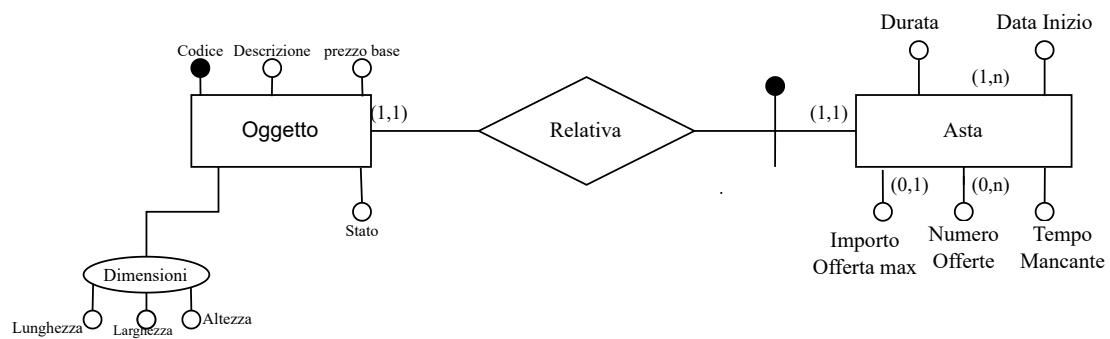 Durata
Data Inizio
Codice
Descrizione
prezzo base
(1,n)
(1,1)
(1,1)
Oggetto
Relativa
Asta
(0,1)
(0,n)
Stato
Importo
Offerta max
Numero
Offerte
Tempo
Mancante
Dimensioni
Lunghezza
Larghezza
Altezza